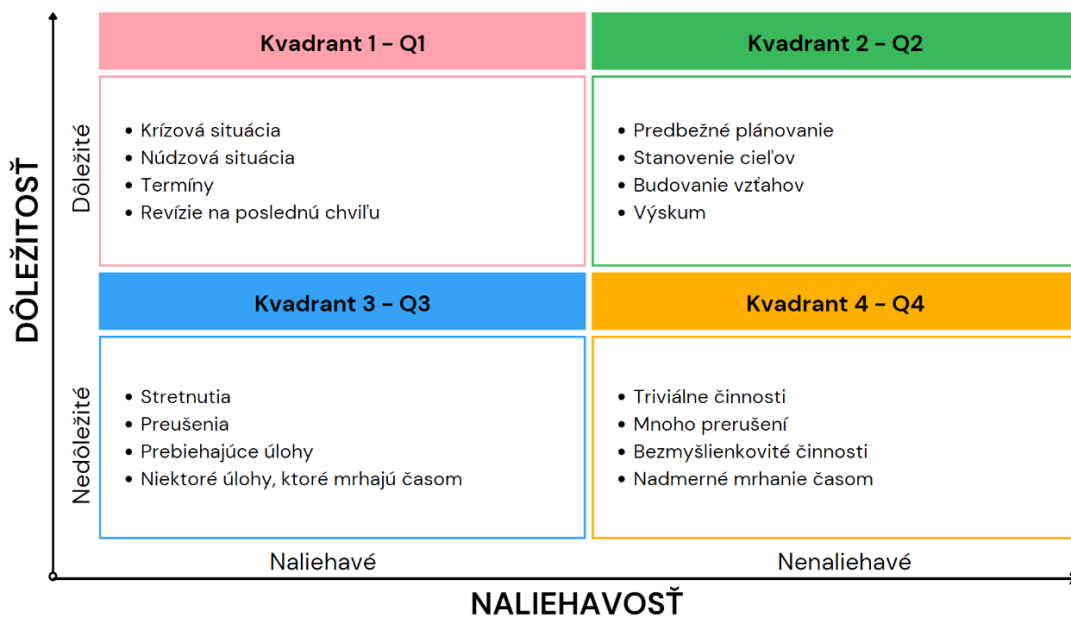 Kvadrant 1 - Q1
Kvadrant 2 - Q2
DÔLEŽITOSŤ
Dôležité
• Krízová situácia
• Núdzová situácia
• Termíny
• Revízie na poslednú chviľu
• Predbežné plánovanie
• Stanovenie cieľov
• Budovanie vzťahov
• Výskum
Kvadrant 3 - Q3
Kvadrant 4 - Q4
Nedôležité
• Stretnutia
• Preušenia
• Prebiehajúce úlohy
• Niektoré úlohy, ktoré mrhajú časom
• Triviálne činnosti
• Mnoho prerušení
• Bezmyšlienkovité činnosti
• Nadmerné mrhanie časom
Naliehavé
Nenaliehavé
NALIEHAVOSŤ